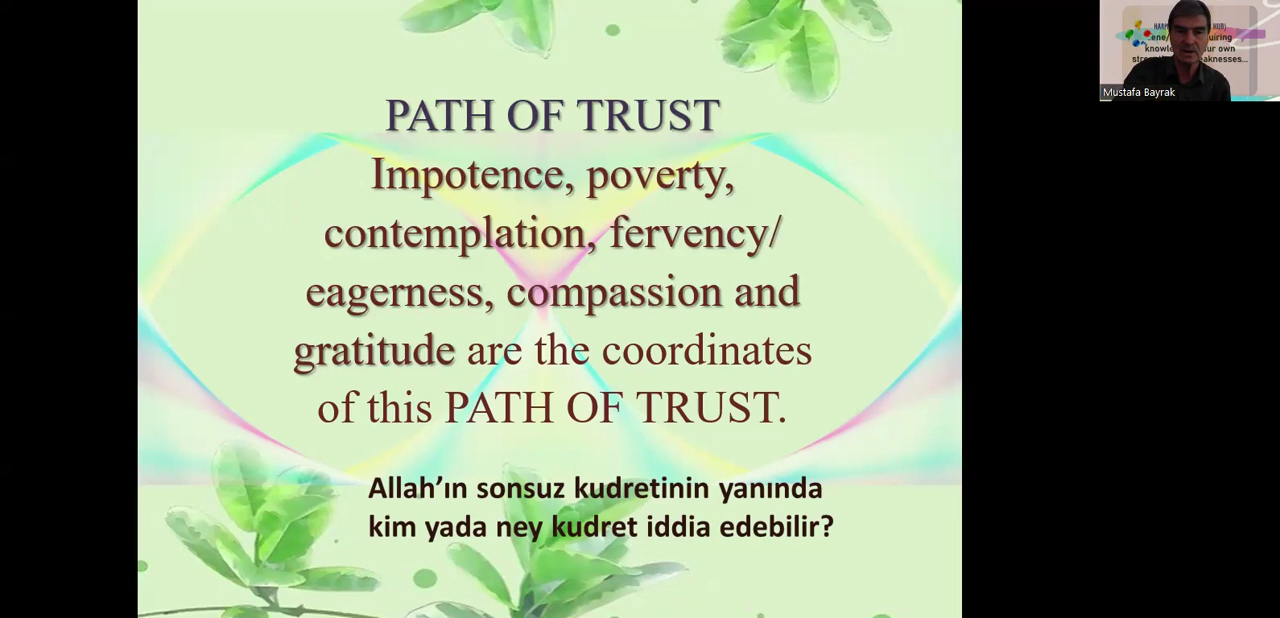 PATH OF TRUST
Impotence, poverty,
contemplation, fervency/
eagerness, compassion and
gratitude are the coordinates
of this PATH OF TRUST.
Allah’ın sonsuz kudretinin yanında
kim yada ney kudret iddia edebilir?
Mustafa Bayrak